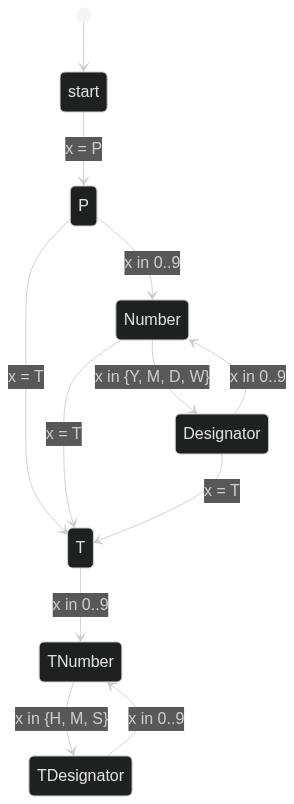 start
x = P
P
x in 0..9
Number
x = T
x in {Y, M, D, W}
x in 0..9
Designator
x = T
x = T
T
x in 0..9
TNumber
x in {H, M, S}
x in 0..9
TDesignator